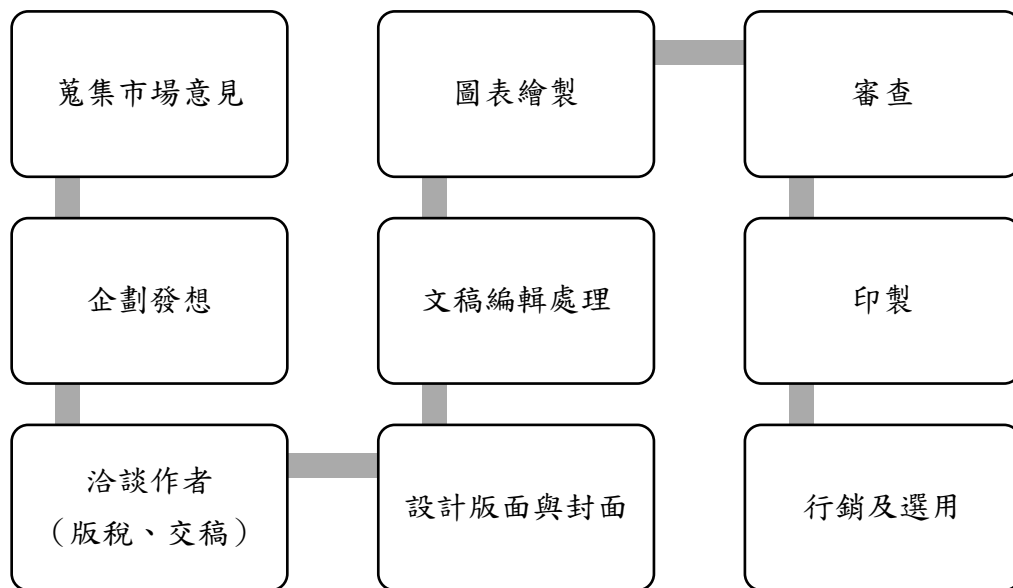 蒐集市場意見
企劃發想
洽談作者
（版稅、交稿）
設計版面與封面
文稿編輯處理
圖表繪製
審查
印製
行銷及選用